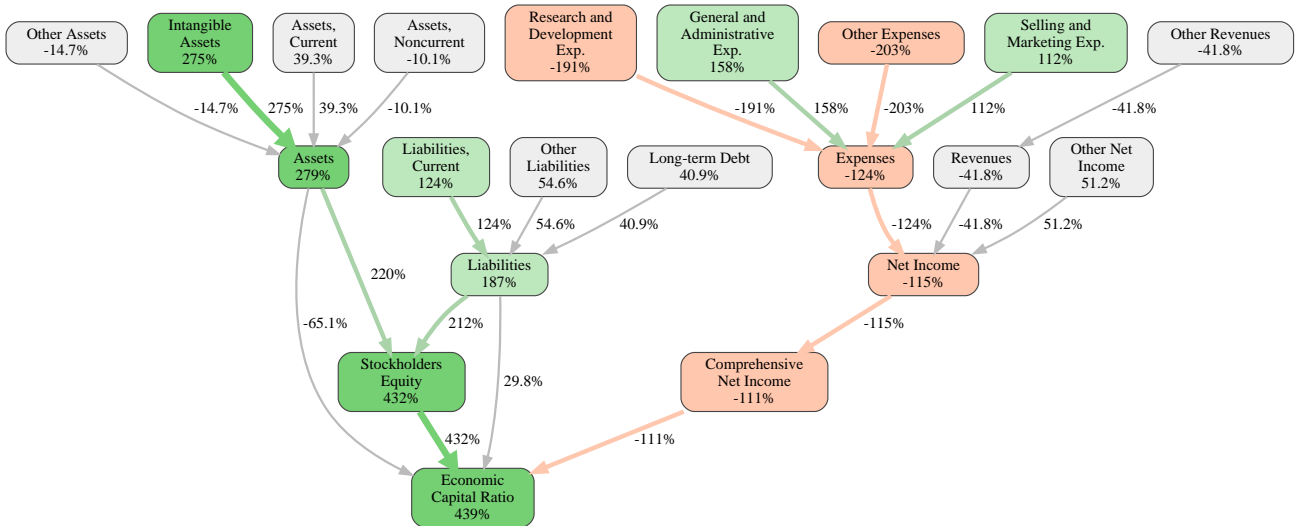 Other Assets
-14.7%
Intangible
Assets
275%
Assets,
Current
39.3%
Assets,
Noncurrent
-10.1%
Research and
Development
Exp.
-191%
General and
Administrative
Exp.
158%
Other Expenses
-203%
Selling and
Marketing Exp.
112%
Other Revenues
-41.8%
-14.7%
275%
39.3%
-10.1%
-191%
158%
-203%
112%
-41.8%
Assets
279%
Liabilities,
Current
124%
Other
Liabilities
54.6%
Long-term Debt
40.9%
Expenses
-124%
Revenues
-41.8%
Other Net
Income
51.2%
124%
54.6%
40.9%
-124%
-41.8%
51.2%
Liabilities
187%
Net Income
-115%
220%
-65.1%
212%
29.8%
-115%
Stockholders
Equity
432%
Comprehensive
Net Income
-111%
432%
-111%
Economic
Capital Ratio
439%